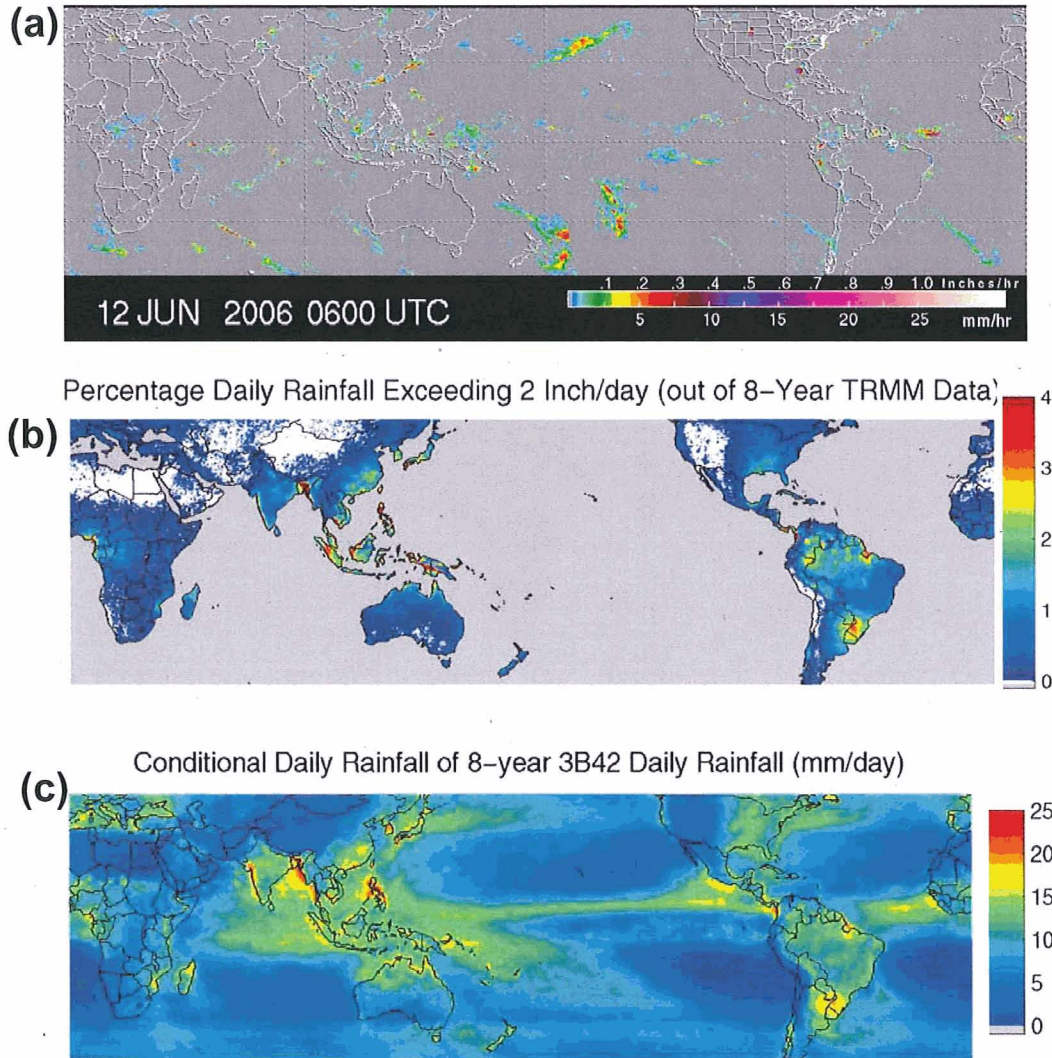 (a)
.1 .2 .3 .4 .5 .6 .7 .8 .9 1.0 Inches/hr
12 JUN 2006 0600 UTC
5 10 15 20 25 mm/hr
Percentage Daily Rainfall Exceeding 2 Inch/day (out of 8-Year TRMM Data)
(b)
4
3
2
1
0
Conditional Daily Rainfall of 8-year 3B42 Daily Rainfall (mm/day)
(c)
25
20
15
10
5
0